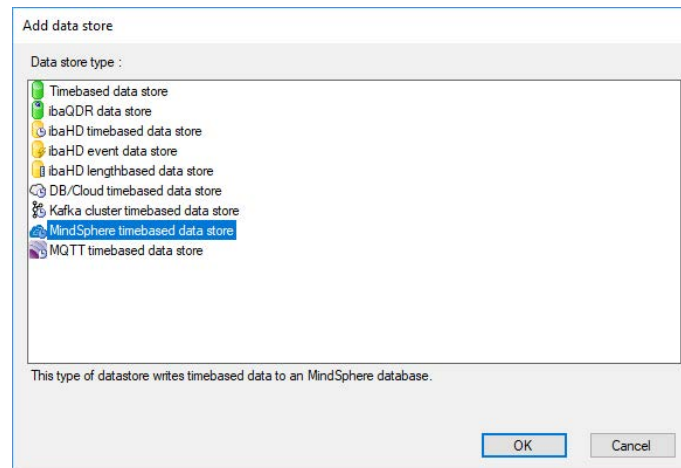 Add data store
Data store type :
Timebased data store
ibaQDR data store
ibaHD timebased data store
ibaHD event data store
ibaHD lengthbased data store
DB/Cloud timebased data store
Kafka cluster timebased data store
MindSphere timebased data store
MQTT timebased data store
This type of datastore writes timebased data to an MindSphere database.
OK Cancel